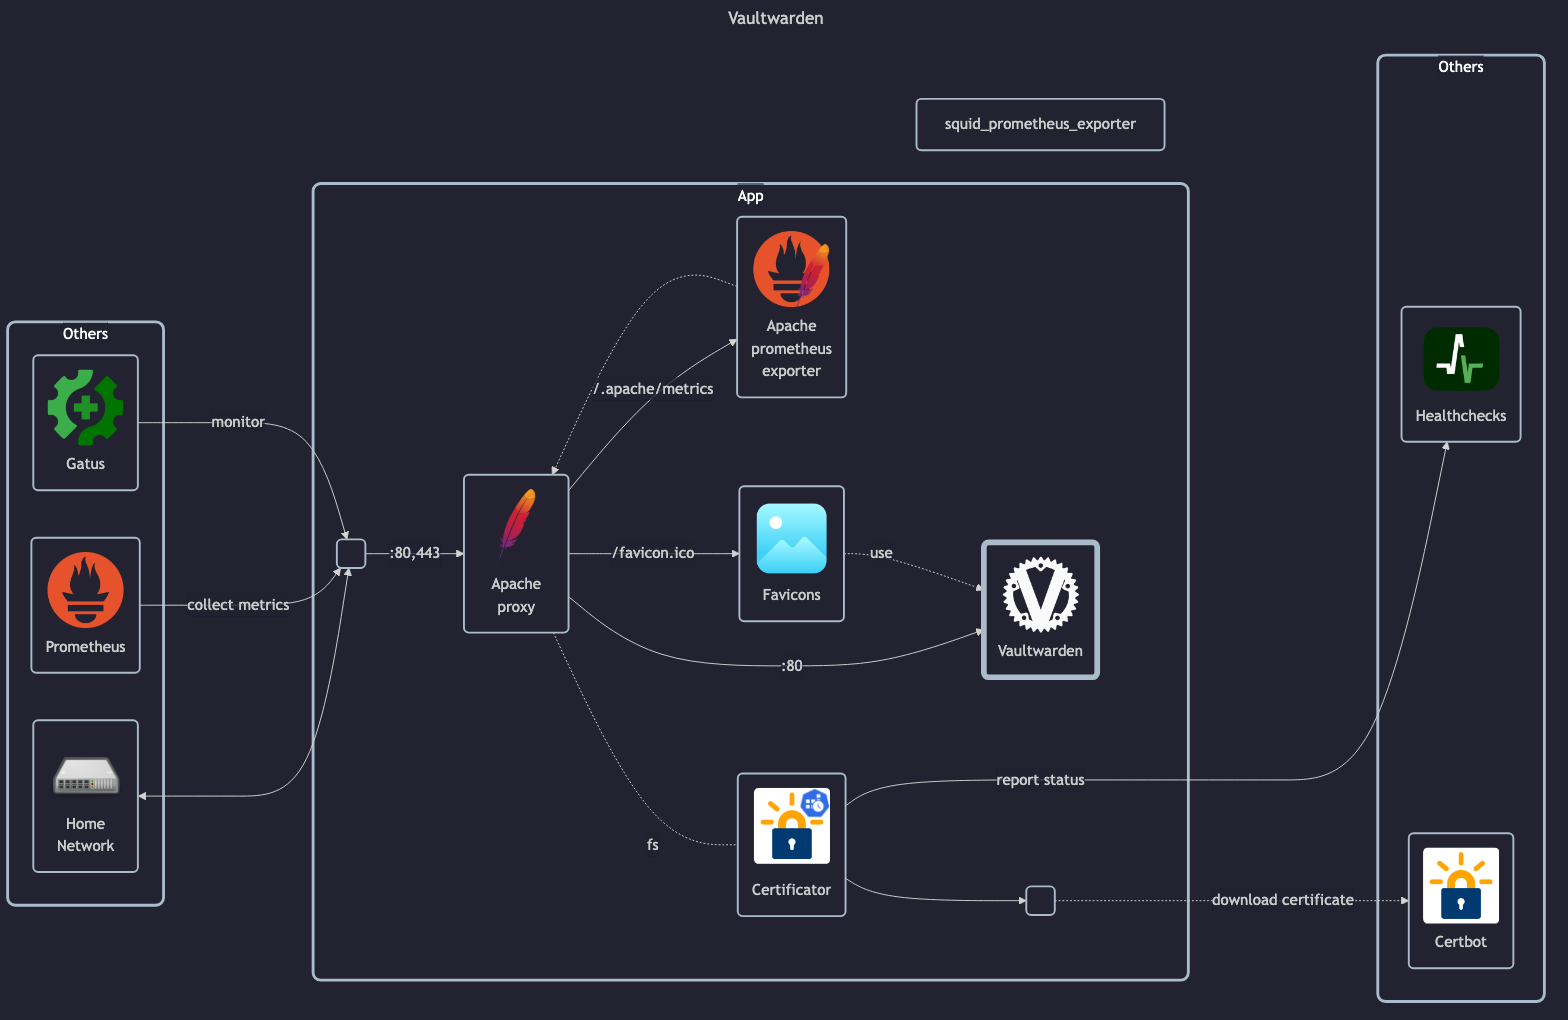 Vaultwarden
Others
squid_prometheus_exporter
App
Apache
prometheus
exporter
Others
Gatus
monitor
/.apache/metrics
Healthchecks
Prometheus
collect metrics
:80,443
Apache
proxy
/favicon.ico
Favicons
use
Vaultwarden
:80
Home
Network
fs
Certificator
report status
download certificate
Certbot